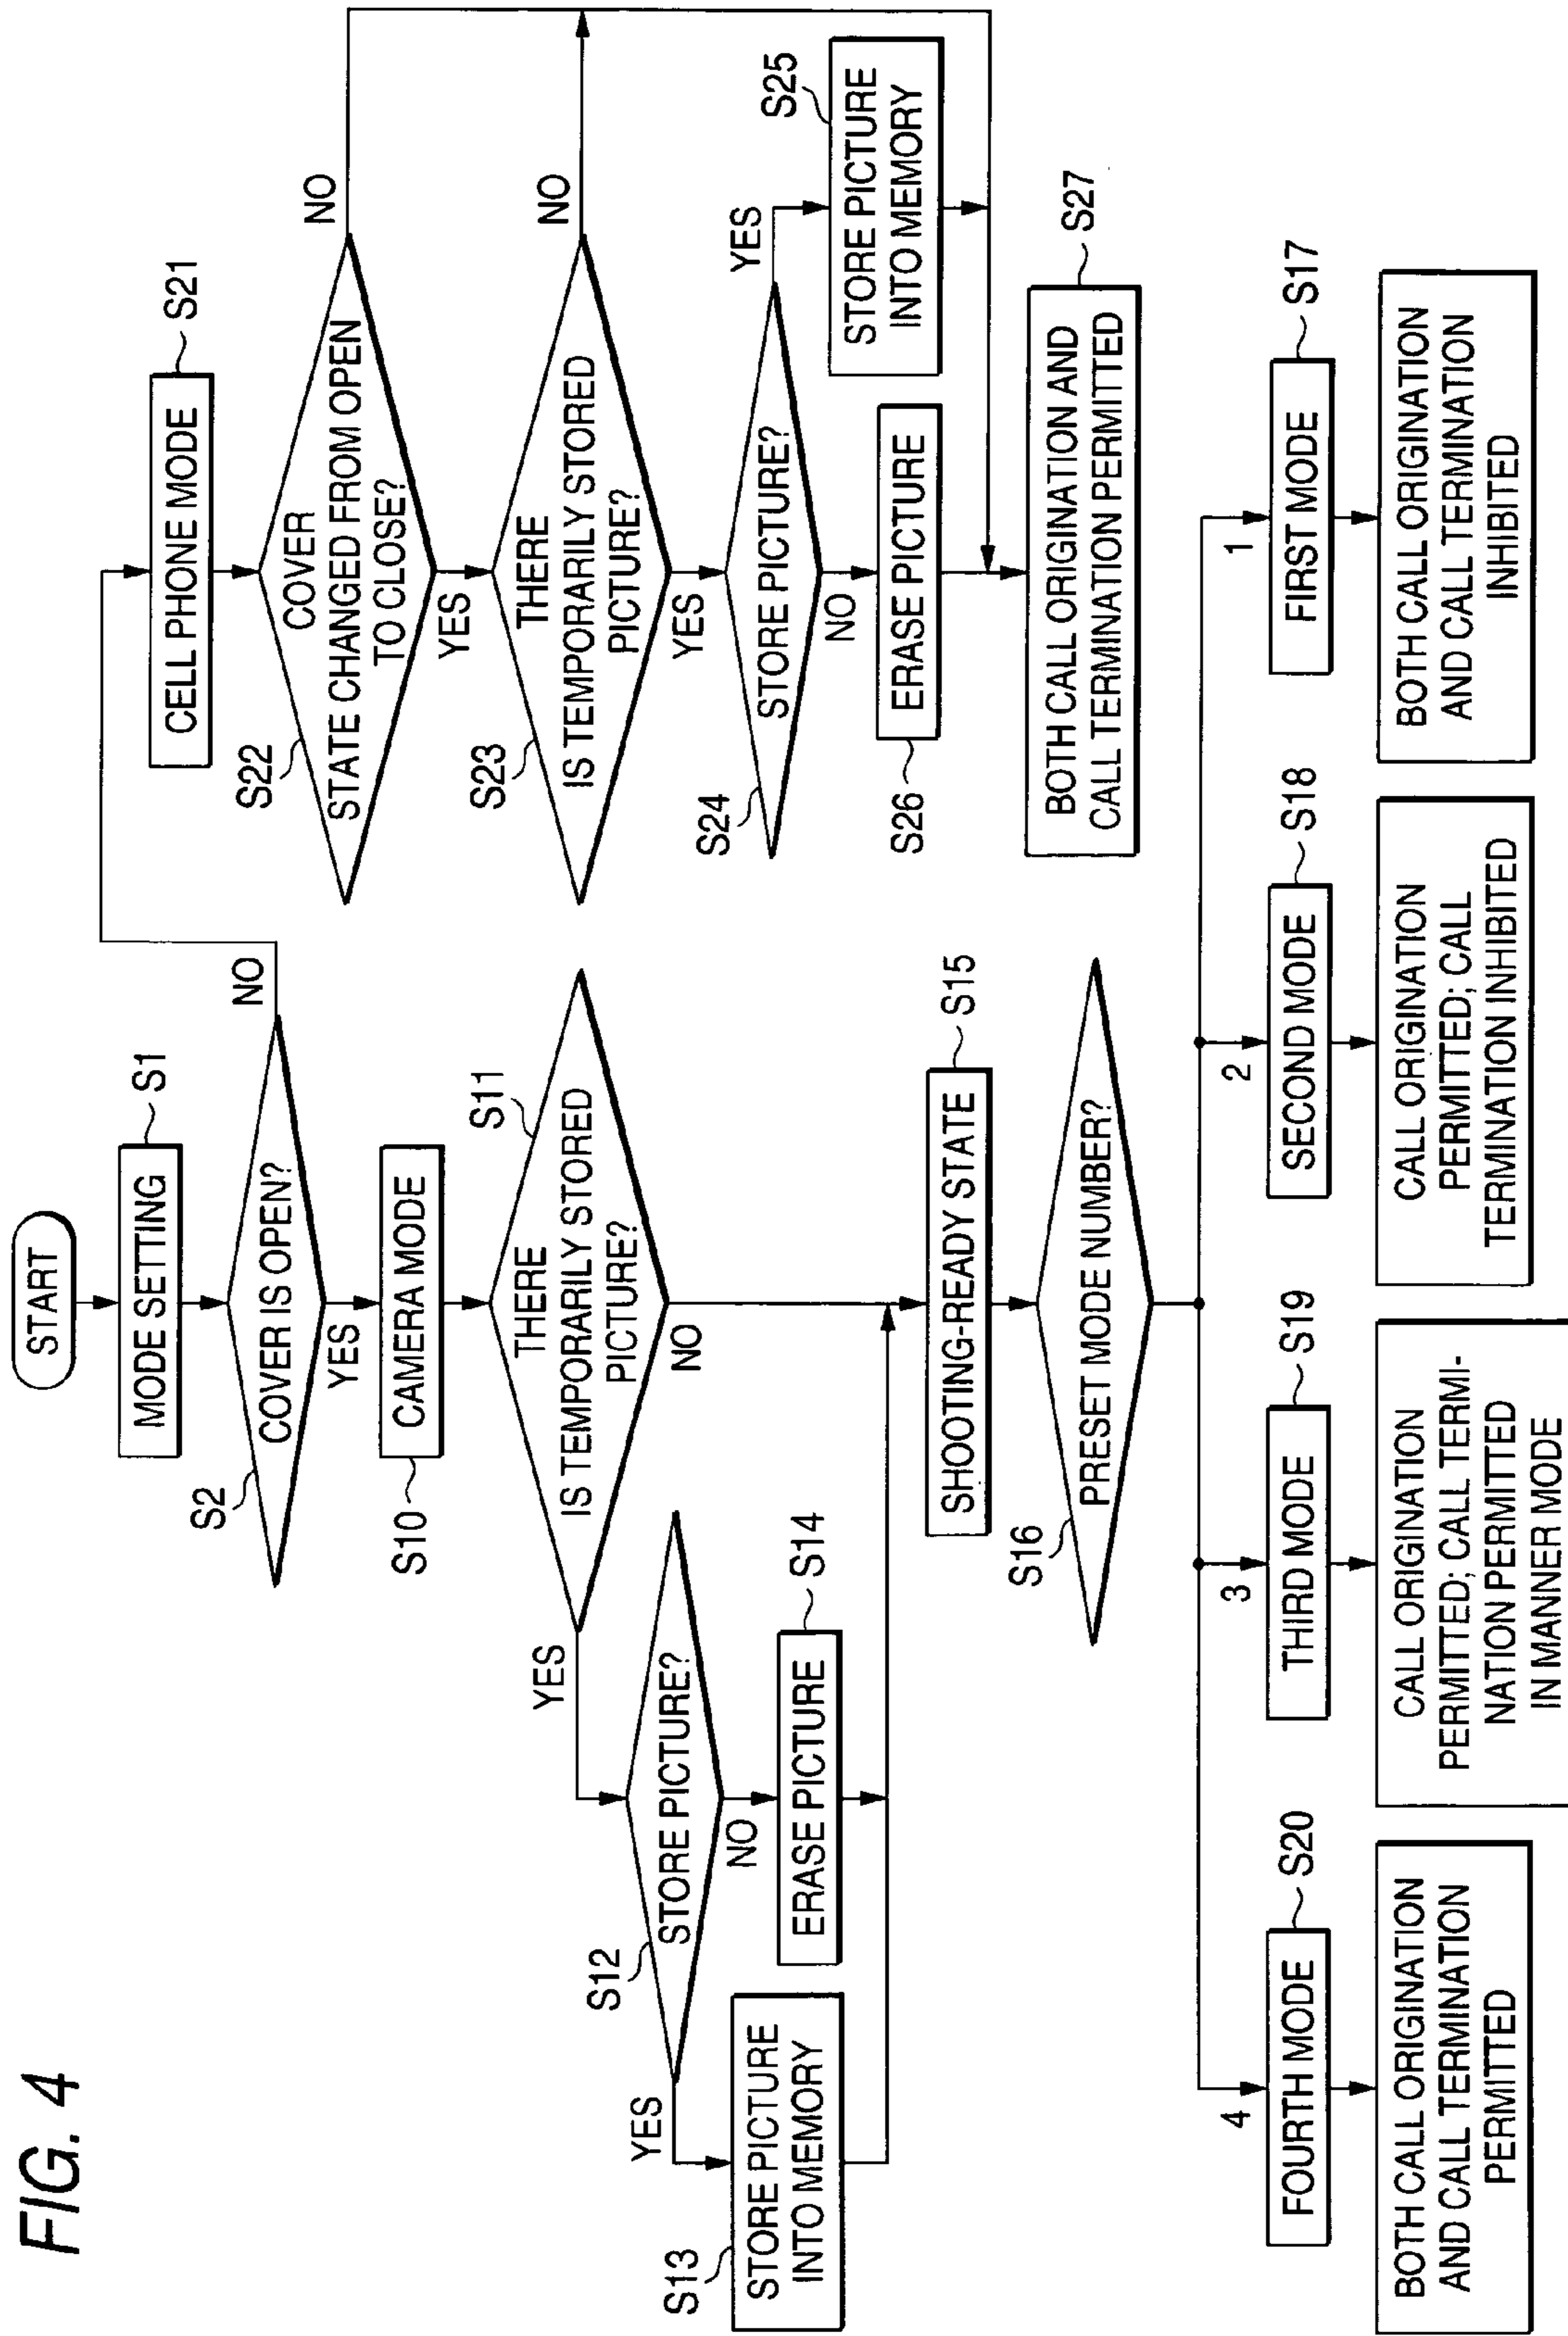 FIG. 4
START
MODE SETTING
S1
COVER IS OPEN?
S2
NO
YES
CAMERA MODE
S10
THERE
IS TEMPORARILY STORED
PICTURE?
S11
YES
NO
STORE PICTURE?
S12
YES
NO
STORE PICTURE
INTO MEMORY
S13
ERASE PICTURE
S14
SHOOTING-READY STATE
S15
PRESET MODE NUMBER?
S16
4
FOURTH MODE
S20
BOTH CALL ORIGINATION
AND CALL TERMINATION
PERMITTED
3
THIRD MODE
S19
CALL ORIGINATION
PERMITTED; CALL TERMI-
NATION PERMITTED
IN MANNER MODE
2
SECOND MODE
S18
CALL ORIGINATION
PERMITTED; CALL
TERMINATION INHIBITED
1
FIRST MODE
S17
BOTH CALL ORIGINATION
AND CALL TERMINATION
INHIBITED
CELL PHONE MODE
S21
COVER
STATE CHANGED FROM OPEN
TO CLOSE?
S22
NO
YES
THERE
IS TEMPORARILY STORED
PICTURE?
S23
NO
YES
STORE PICTURE?
S24
YES
NO
STORE PICTURE
INTO MEMORY
S25
ERASE PICTURE
S26
BOTH CALL ORIGINATION AND
CALL TERMINATION PERMITTED
S27